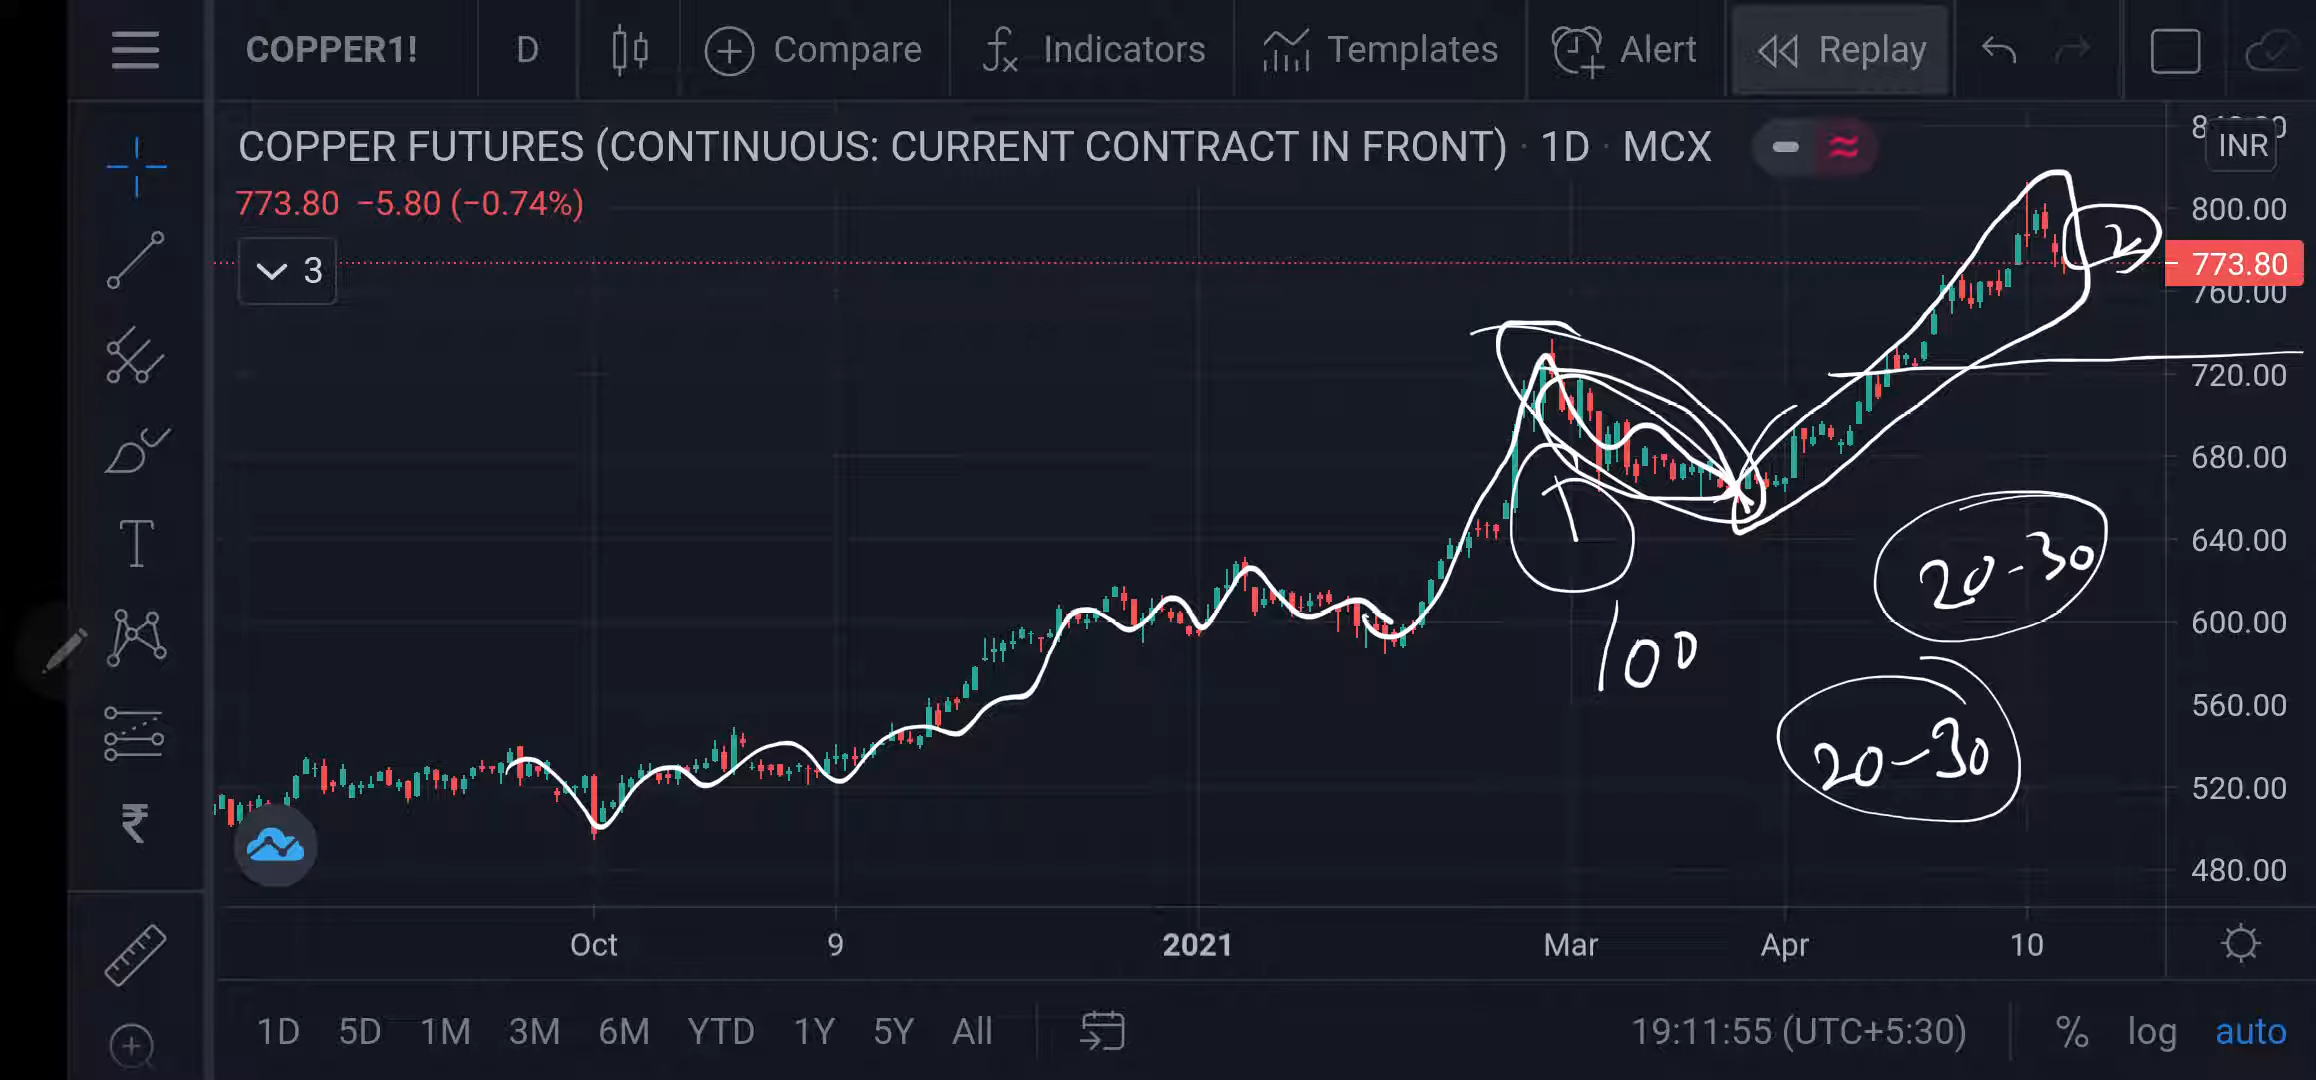 COPPER1! D Compare Indicators Templates Alert Replay
COPPER FUTURES (CONTINUOUS: CURRENT CONTRACT IN FRONT) · 1D · MCX
INR
773.80 −5.80 (−0.74%)
3
800.00
2
773.80
760.00
720.00
680.00
640.00
600.00
560.00
520.00
480.00
1
20-30
100
20-30
T
₹
Oct 9 2021 Mar Apr 10
1D 5D 1M 3M 6M YTD 1Y 5Y All 19:11:55 (UTC+5:30) % log auto